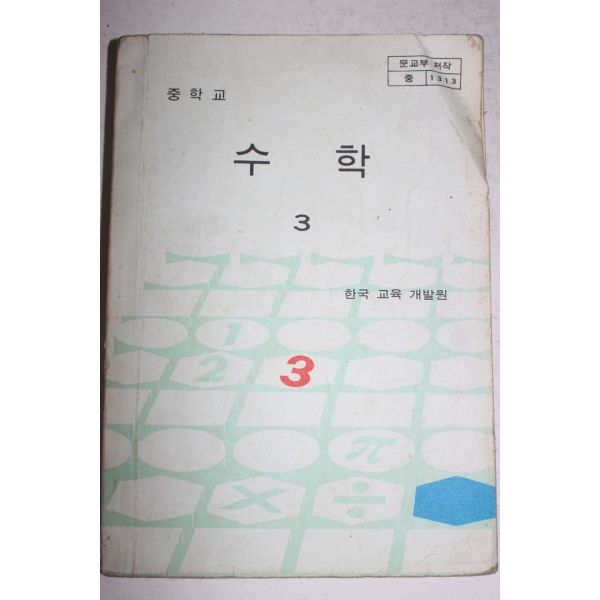 문교부 저작
중 1313
중학교
수 학
3
한국 교육 개발원
1
2 3
π
× ÷